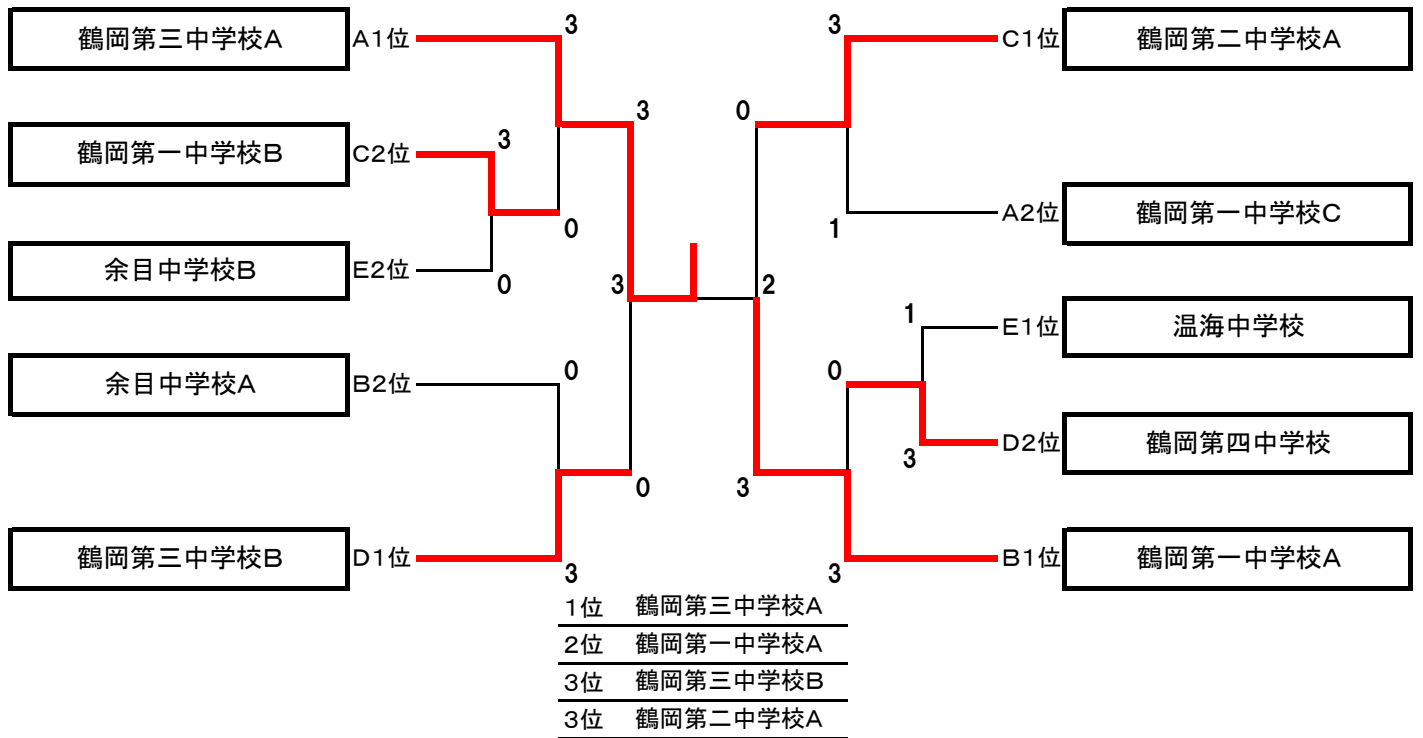 鶴岡第三中学校A A1位 3 3 C1位 鶴岡第二中学校A
3 0
鶴岡第一中学校B C2位 3
0 1 A2位 鶴岡第一中学校C
余目中学校B E2位 0 3 2
1 E1位 温海中学校
余目中学校A B2位 0 0
3 D2位 鶴岡第四中学校
0 3
鶴岡第三中学校B D1位 3 3 B1位 鶴岡第一中学校A
1位 鶴岡第三中学校A
2位 鶴岡第一中学校A
3位 鶴岡第三中学校B
3位 鶴岡第二中学校A